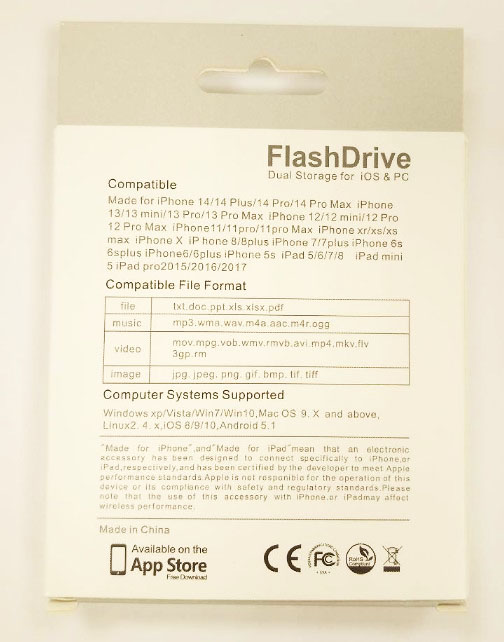 FlashDrive
Dual Storage for iOS & PC
Compatible
Made for iPhone 14/14 Plus/14 Pro/14 Pro Max iPhone
13/13 mini/13 Pro/13 Pro Max iPhone 12/12 mini/12 Pro
12 Pro Max iPhone11/11pro/11pro Max iPhone xr/xs/xs
max iPhone X iP hone 8/8plus iPhone 7/7plus iPhone 6s
6splus iPhone6/6plus iPhone 5s iPad 5/6/7/8 iPad mini
5 iPad pro2015/2016/2017
Compatible File Format
file txt.doc.ppt.xls.xlsx.pdf
music mp3.wma.wav.m4a.aac.m4r.ogg
video mov.mpg.vob.wmv.rmvb.avi.mp4.mkv.flv
3gp.rm
image jpg.jpeg. png. gif. bmp. tif. tiff
Computer Systems Supported
Windows xp/Vista/Win7/Win10,Mac OS 9. X and above,
Linux2. 4. x,iOS 8/9/10,Android 5.1
"Made for iPhone",and"Made for iPad"mean that an electronic
accessory has been designed to connect specifically to iPhone,or
iPad,respectively,and has been certified by the developer to meet Apple
performance standards.Apple is not responsible for the operation of this
device or its compliance with safety and regulatory standards.Please
note that the use of this accessory with iPhone.or iPadmay affect
wireless performance.
Made in China
Available on the
App Store
Free Download
CE FC RoHS
Compliant